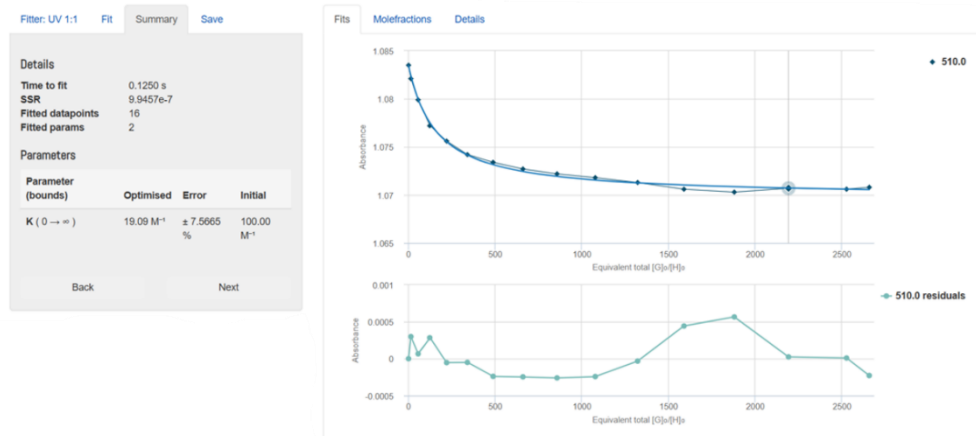 Fitter: UV 1:1 Fit Summary Save
Details
Time to fit 0.1250 s
SSR 9.9457e-7
Fitted datapoints 16
Fitted params 2
Parameters
Parameter (bounds) Optimised Error Initial
K ( 0 → ∞ ) 19.09 M⁻¹ ± 7.5665 % 100.00 M⁻¹
Back Next
Fits Molefractions Details
1.085
1.08
1.075
1.07
1.065
Absorbance
0 500 1000 1500 2000 2500
Equivalent total [G]₀/[H]₀
510.0
0.001
0.0005
0
-0.0005
Absorbance
0 500 1000 1500 2000 2500
Equivalent total [G]₀/[H]₀
510.0 residuals